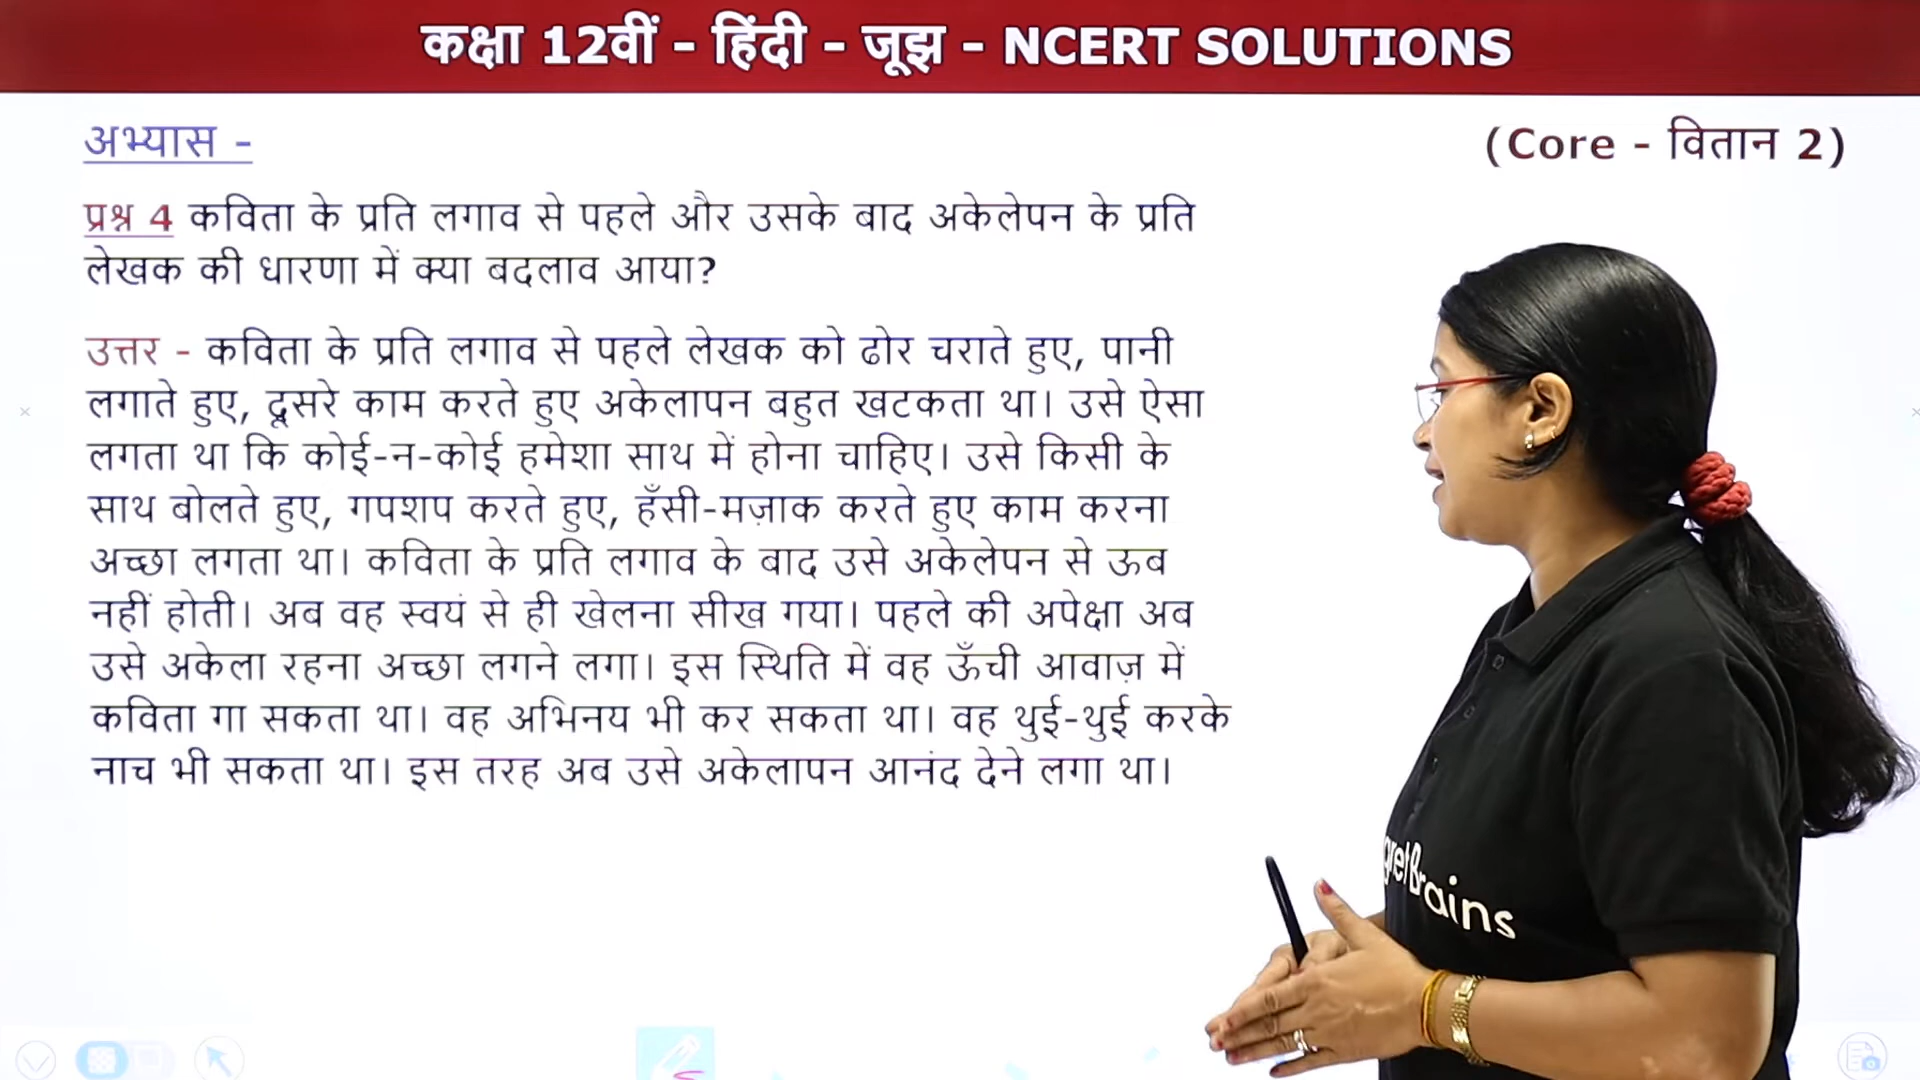 कक्षा 12वीं - हिंदी - जूझ - NCERT SOLUTIONS
अभ्यास -
(Core - वितान 2)
प्रश्न 4 कविता के प्रति लगाव से पहले और उसके बाद अकेलेपन के प्रति
लेखक की धारणा में क्या बदलाव आया?
उत्तर - कविता के प्रति लगाव से पहले लेखक को ढोर चराते हुए, पानी
लगाते हुए, दूसरे काम करते हुए अकेलापन बहुत खटकता था। उसे ऐसा
लगता था कि कोई-न-कोई हमेशा साथ में होना चाहिए। उसे किसी के
साथ बोलते हुए, गपशप करते हुए, हँसी-मज़ाक करते हुए काम करना
अच्छा लगता था। कविता के प्रति लगाव के बाद उसे अकेलेपन से ऊब
नहीं होती। अब वह स्वयं से ही खेलना सीख गया। पहले की अपेक्षा अब
उसे अकेला रहना अच्छा लगने लगा। इस स्थिति में वह ऊँची आवाज़ में
कविता गा सकता था। वह अभिनय भी कर सकता था। वह थुई-थुई करके
नाच भी सकता था। इस तरह अब उसे अकेलापन आनंद देने लगा था।
gnetBrains